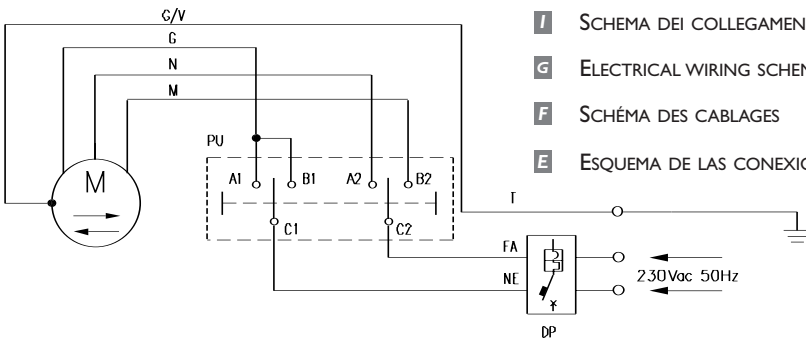 G/V
G
N
M
I SCHEMA DEI COLLEGAMEN
G ELECTRICAL WIRING SCHEM
F SCHÉMA DES CABLAGES
E ESQUEMA DE LAS CONEXIO
PU
A1 B1 A2 B2
M
C1 C2
T
FA
NE
230Vac 50Hz
DP